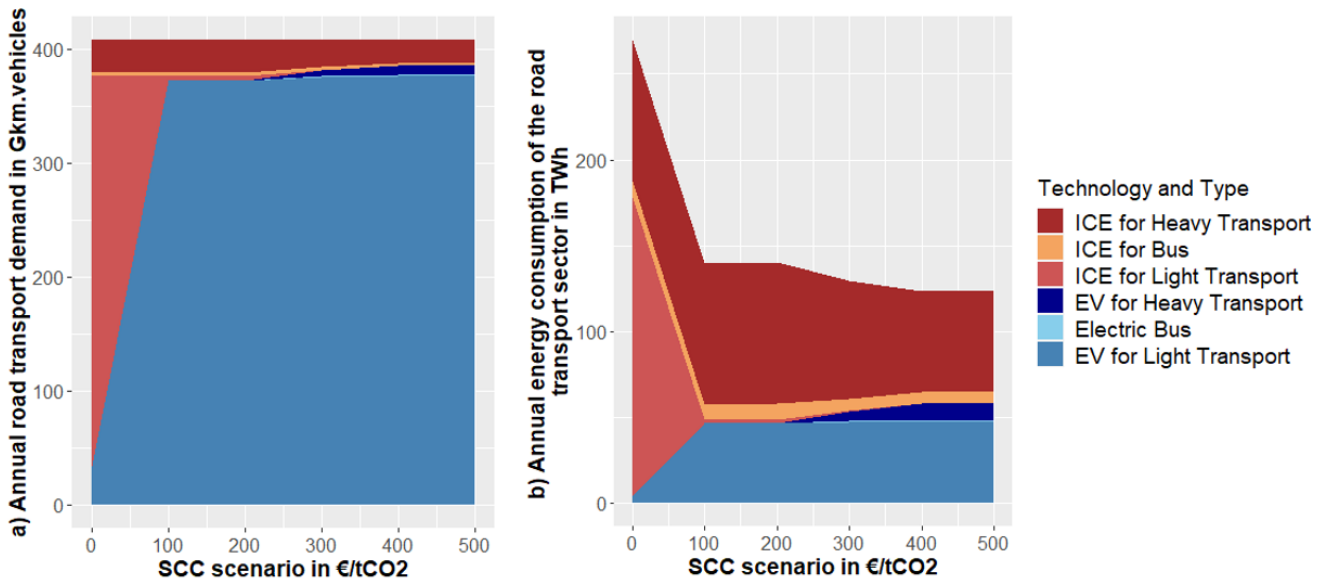 a) Annual road transport demand in Gkm.vehicles
400
300
200
100
0
0 100 200 300 400 500
SCC scenario in €/tCO2
b) Annual energy consumption of the road
transport sector in TWh
200
100
0
0 100 200 300 400 500
SCC scenario in €/tCO2
Technology and Type
ICE for Heavy Transport
ICE for Bus
ICE for Light Transport
EV for Heavy Transport
Electric Bus
EV for Light Transport